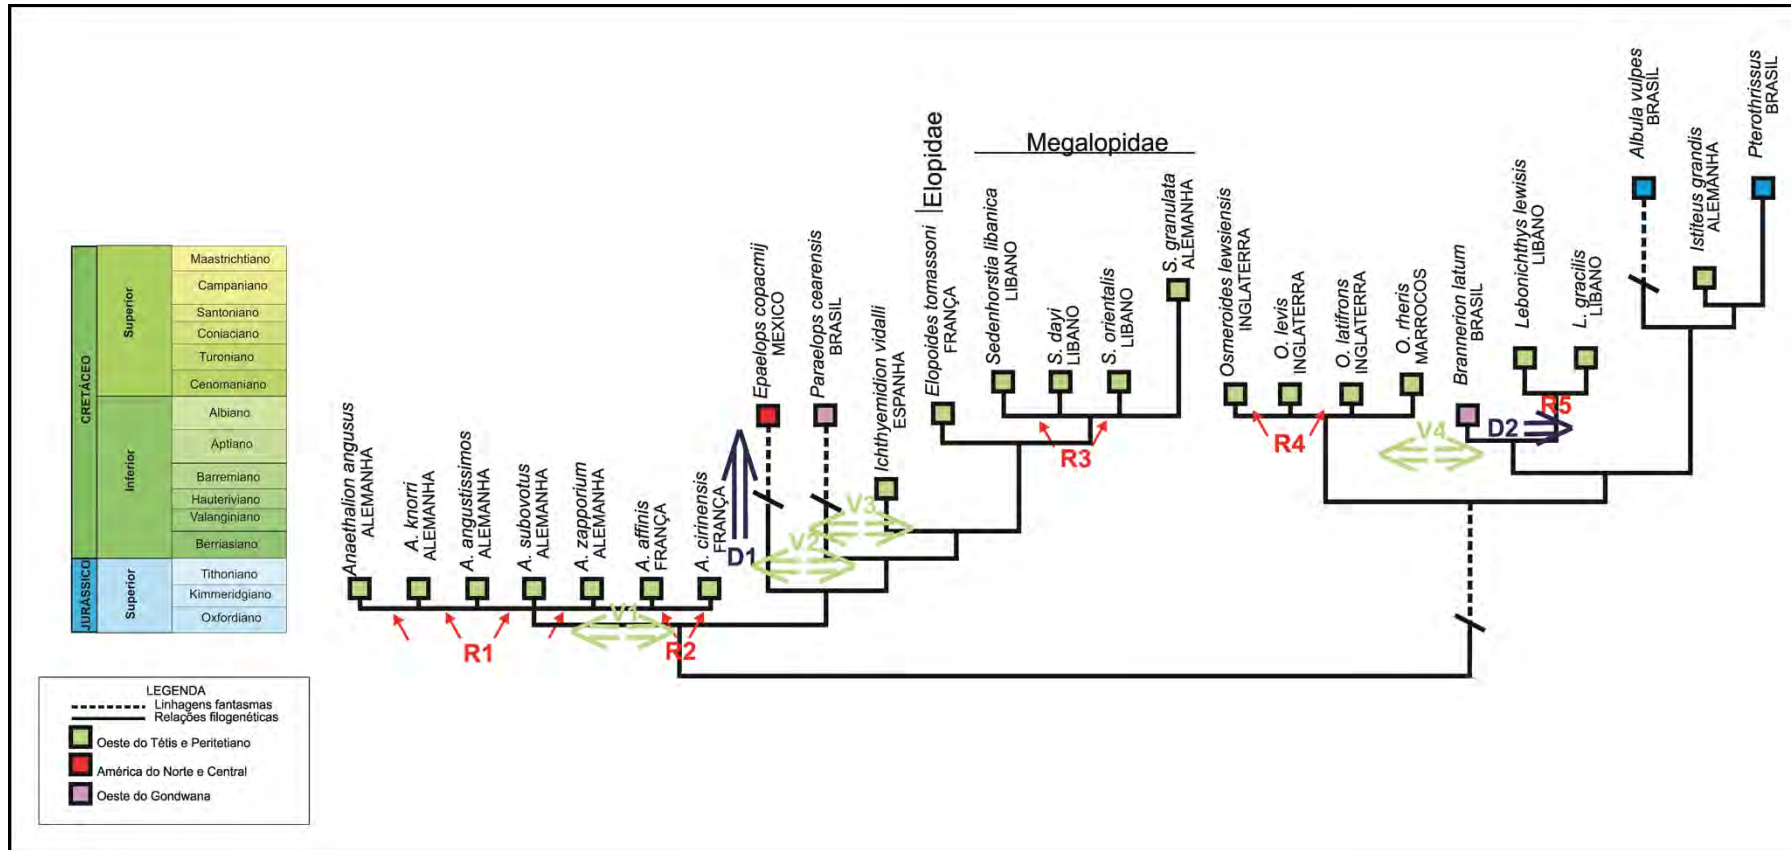 CRETÁCEO
Superior
Maastrichtiano
Campaniano
Santoniano
Coniaciano
Turoniano
Cenomaniano
Inferior
Albiano
Aptiano
Barremiano
Hauteriviano
Valanginiano
Berriasiano
JURÁSSICO
Superior
Tithoniano
Kimmeridgiano
Oxfordiano
LEGENDA
Linhagens fantasmas
Relações filogenéticas
Oeste do Tétis e Peritetiano
América do Norte e Central
Oeste do Gondwana
Anaethalion angusus
ALEMANHA
A. knorri
ALEMANHA
A. angustissimos
ALEMANHA
A. subovotus
ALEMANHA
A. zapporium
ALEMANHA
A. affinis
FRANÇA
A. cirinensis
FRANÇA
Epaelops copacmij
MEXICO
Paraelops cearensis
BRASIL
Ichthyemidion vidalli
ESPANHA
Elopidae
Elopoides tomassoni
FRANÇA
Megalopidae
Sedenhorstia libanica
LIBANO
S. dayi
LIBANO
S. orientalis
LIBANO
S. granulata
ALEMANHA
Osmeroides lewsiensis
INGLATERRA
O. levis
INGLATERRA
O. latifrons
INGLATERRA
O. rheris
MARROCOS
Brannerion latum
BRASIL
Lebonichthys lewisis
LIBANO
L. gracilis
LIBANO
Albula vulpes
BRASIL
Istiteus grandis
ALEMANHA
Pterothrissus
BRASIL
R1
V1
R2
D1
V2
V3
R3
R4
V4
D2
R5